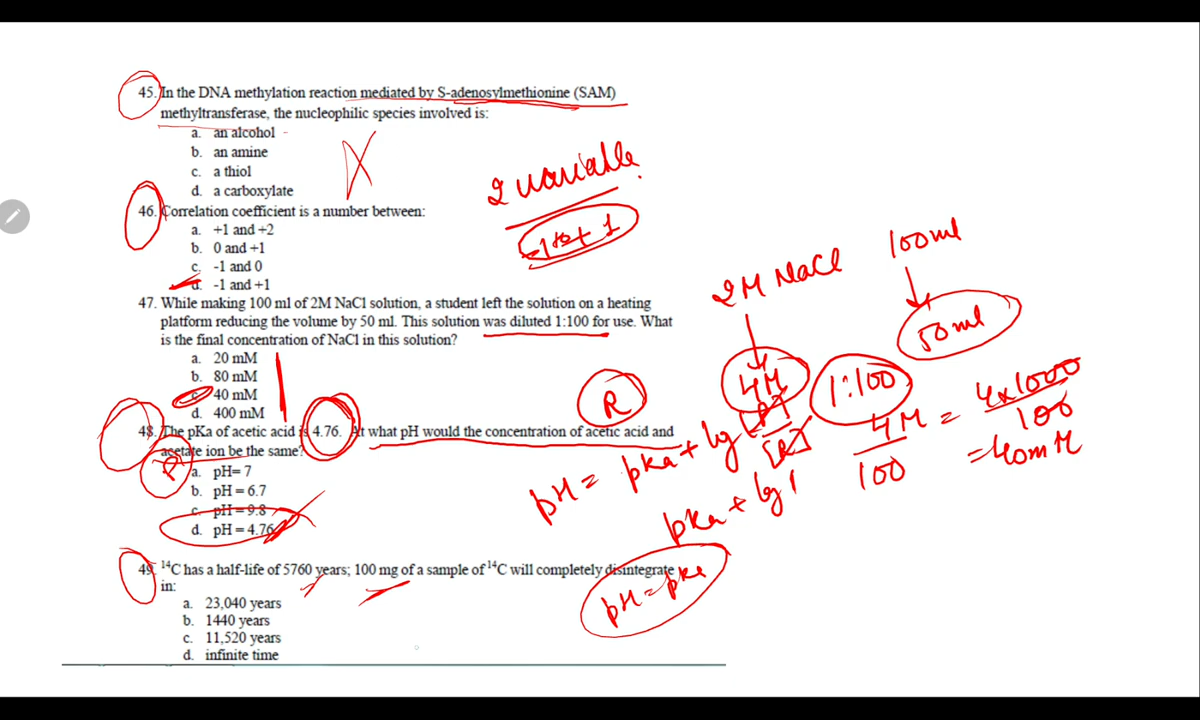 45. In the DNA methylation reaction mediated by S-adenosylmethionine (SAM)
methyltransferase, the nucleophilic species involved is:
a. an alcohol
b. an amine
c. a thiol
d. a carboxylate
46. Correlation coefficient is a number between:
a. +1 and +2
b. 0 and +1
c. -1 and 0
d. -1 and +1
47. While making 100 ml of 2M NaCl solution, a student left the solution on a heating
platform reducing the volume by 50 ml. This solution was diluted 1:100 for use. What
is the final concentration of NaCl in this solution?
a. 20 mM
b. 80 mM
c. 40 mM
d. 400 mM
48. The pKa of acetic acid is 4.76. At what pH would the concentration of acetic acid and
acetate ion be the same?
a. pH= 7
b. pH = 6.7
c. pH = 9.8
d. pH = 4.76
49. ¹⁴C has a half-life of 5760 years; 100 mg of a sample of ¹⁴C will completely disintegrate
in:
a. 23,040 years
b. 1440 years
c. 11,520 years
d. infinite time
2 variable
-1 to + 1
2M NaCl
100ml
50ml
4M
1:100
R
pH = pka + log
4M = 4x1000
100 100
= 40mM
pka + log 1
pH = pka